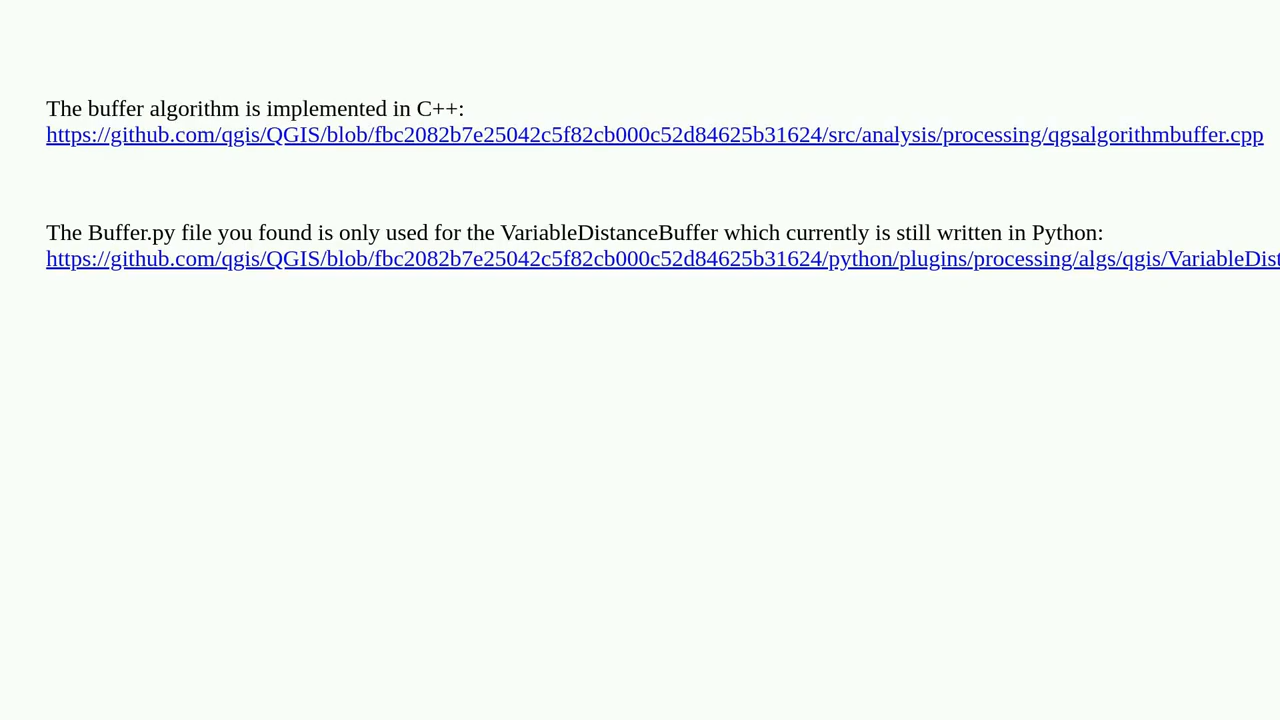 The buffer algorithm is implemented in C++:
https://github.com/qgis/QGIS/blob/fbc2082b7e25042c5f82cb000c52d84625b31624/src/analysis/processing/qgsalgorithmbuffer.cpp
The Buffer.py file you found is only used for the VariableDistanceBuffer which currently is still written in Python:
https://github.com/qgis/QGIS/blob/fbc2082b7e25042c5f82cb000c52d84625b31624/python/plugins/processing/algs/qgis/VariableDist